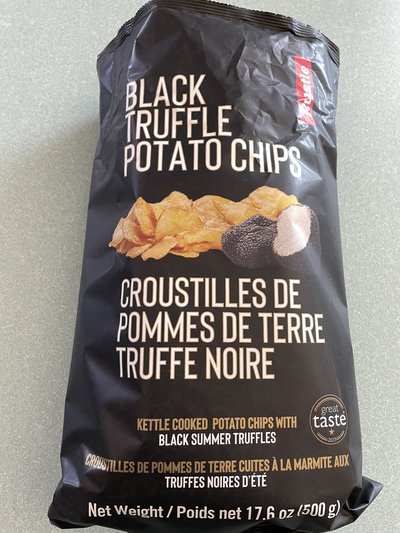 BLACK
TRUFFLE
POTATO CHIPS
CROUSTILLES DE
POMMES DE TERRE
TRUFFE NOIRE
KETTLE COOKED POTATO CHIPS WITH
BLACK SUMMER TRUFFLES
great
taste
CROUSTILLES DE POMMES DE TERRE CUITES À LA MARMITE AUX
TRUFFES NOIRES D'ÉTÉ
Net Weight / Poids net 17.6 oz (500 g)